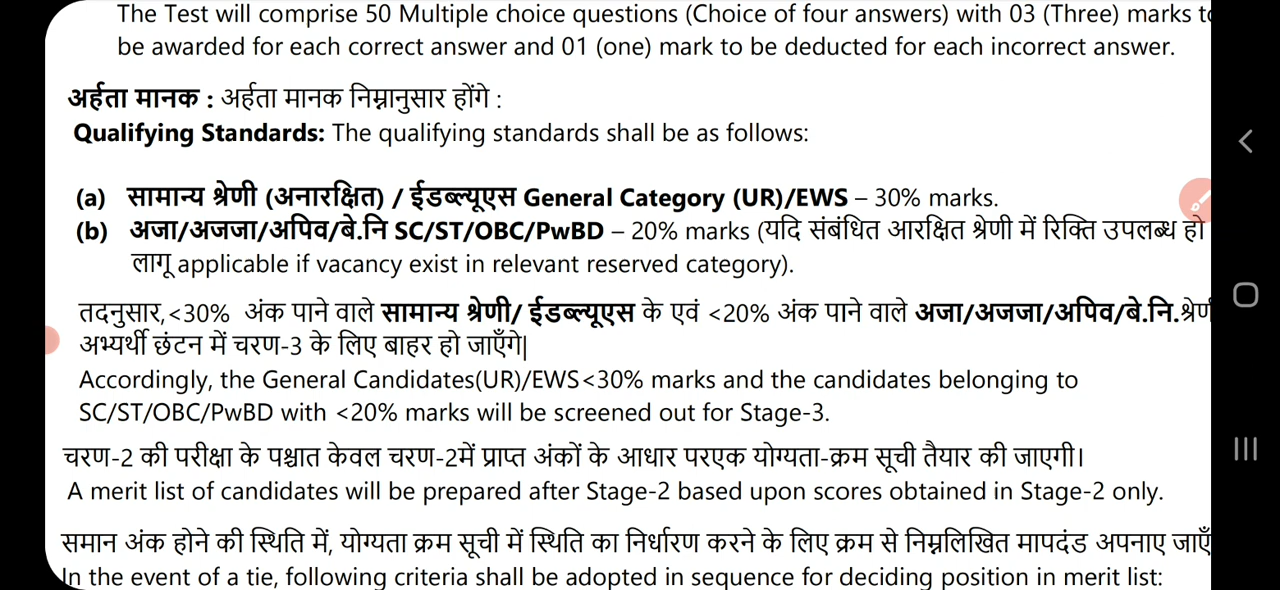 The Test will comprise 50 Multiple choice questions (Choice of four answers) with 03 (Three) marks to
be awarded for each correct answer and 01 (one) mark to be deducted for each incorrect answer.
अर्हता मानक : अर्हता मानक निम्नानुसार होंगे :
Qualifying Standards: The qualifying standards shall be as follows:
(a) सामान्य श्रेणी (अनारक्षित) / ईडब्ल्यूएस General Category (UR)/EWS – 30% marks.
(b) अजा/अजजा/अपिव/बे.नि SC/ST/OBC/PwBD – 20% marks (यदि संबंधित आरक्षित श्रेणी में रिक्ति उपलब्ध हो
लागू applicable if vacancy exist in relevant reserved category).
तदनुसार,<30% अंक पाने वाले सामान्य श्रेणी/ ईडब्ल्यूएस के एवं <20% अंक पाने वाले अजा/अजजा/अपिव/बे.नि.श्रेणी
अभ्यर्थी छंटन में चरण-3 के लिए बाहर हो जाएँगे|
Accordingly, the General Candidates(UR)/EWS<30% marks and the candidates belonging to
SC/ST/OBC/PwBD with <20% marks will be screened out for Stage-3.
चरण-2 की परीक्षा के पश्चात केवल चरण-2में प्राप्त अंकों के आधार परएक योग्यता-क्रम सूची तैयार की जाएगी।
A merit list of candidates will be prepared after Stage-2 based upon scores obtained in Stage-2 only.
समान अंक होने की स्थिति में, योग्यता क्रम सूची में स्थिति का निर्धारण करने के लिए क्रम से निम्नलिखित मापदंड अपनाए जाएँ
In the event of a tie, following criteria shall be adopted in sequence for deciding position in merit list: